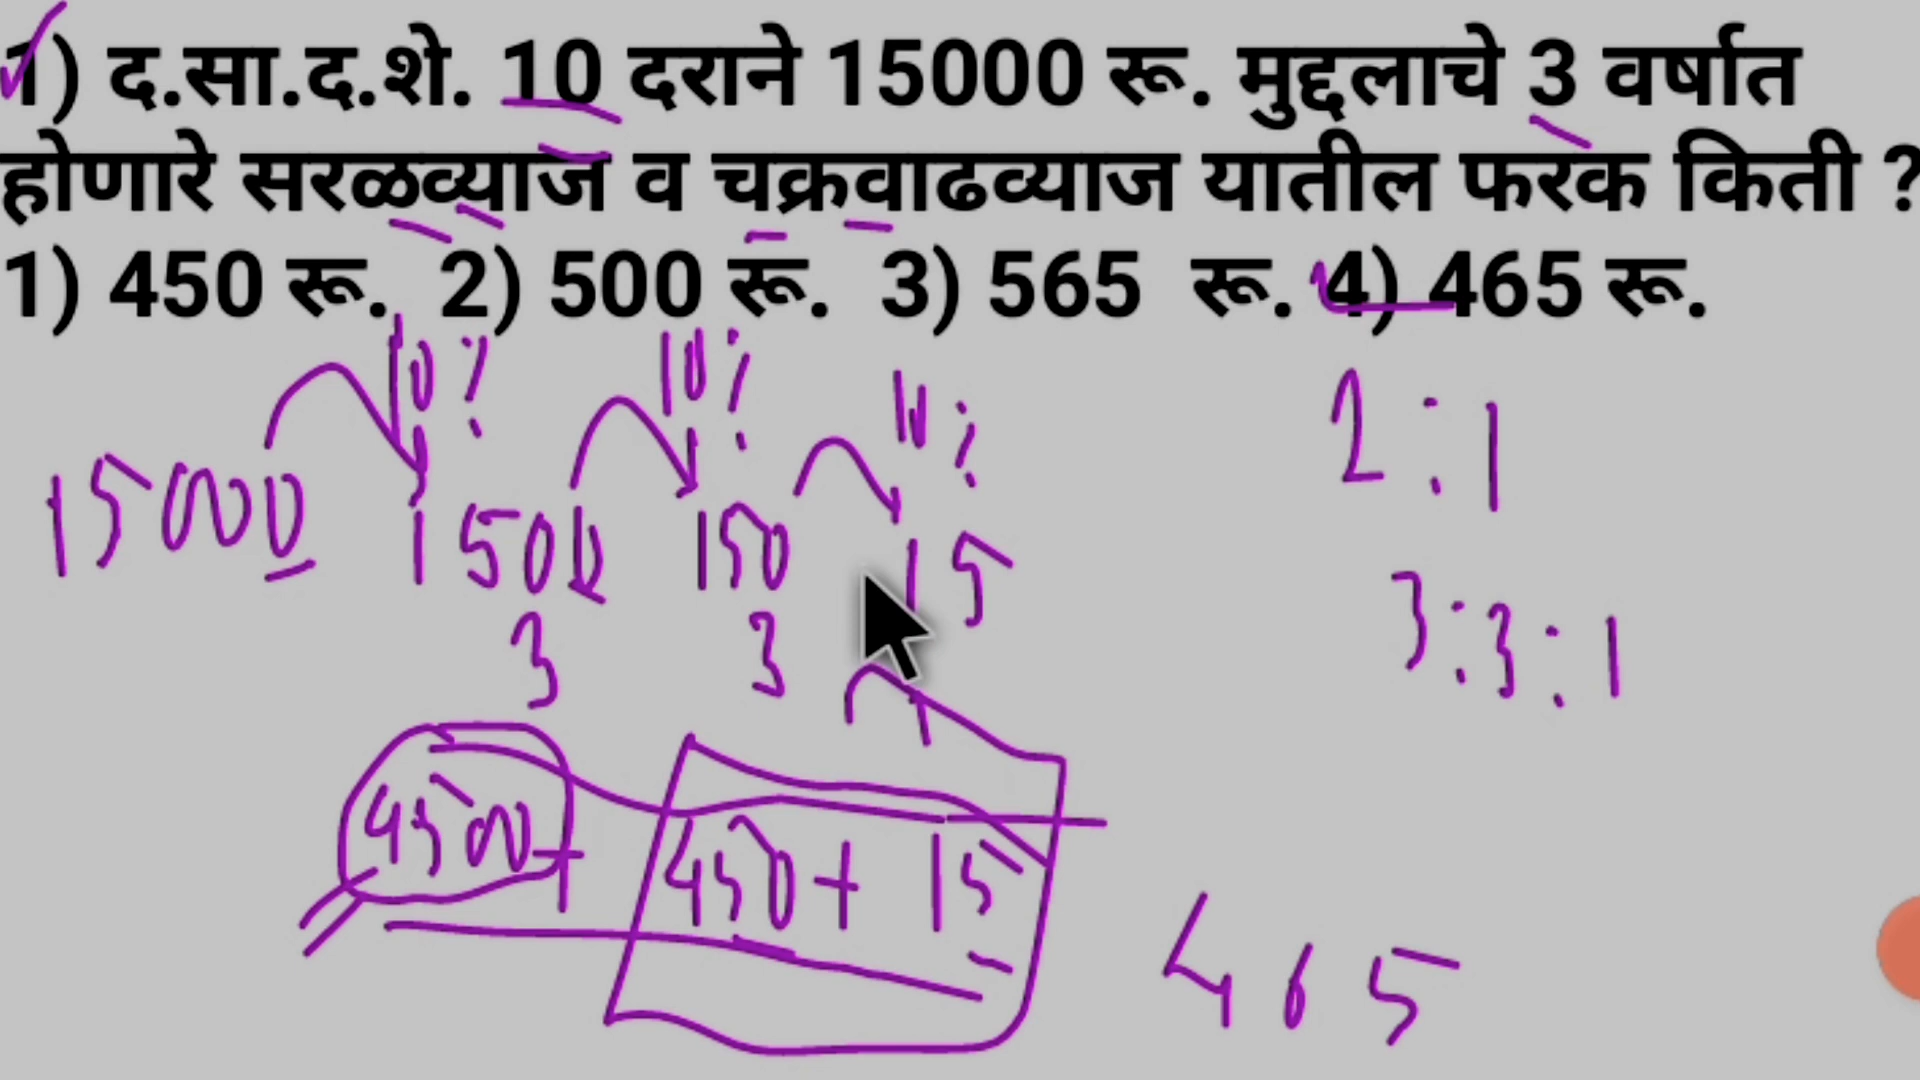 1) द.सा.द.शे. 10 दराने 15000 रू. मुद्दलाचे 3 वर्षात
होणारे सरळव्याज व चक्रवाढव्याज यातील फरक किती ?
1) 450 रू. 2) 500 रू. 3) 565 रू. 4) 465 रू.
10% 10% 10%
2 : 1
15000 1500 150 15
3 3 1
3 : 3 : 1
4500 + 450 + 15
465